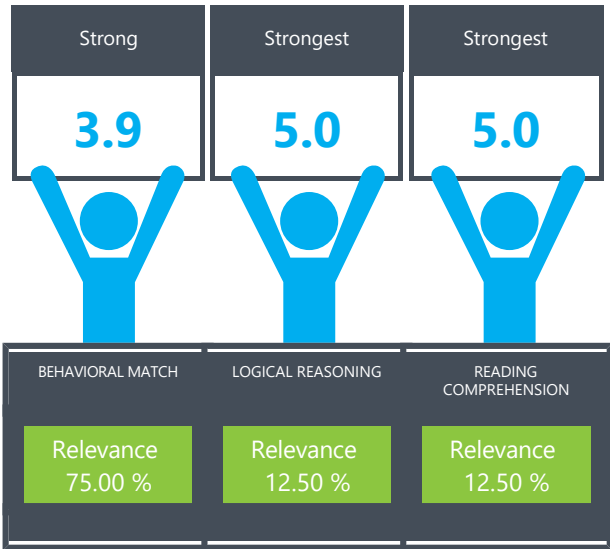 Strong
Strongest
Strongest
3.9
5.0
5.0
BEHAVIORAL MATCH
LOGICAL REASONING
READING
COMPREHENSION
Relevance
75.00 %
Relevance
12.50 %
Relevance
12.50 %